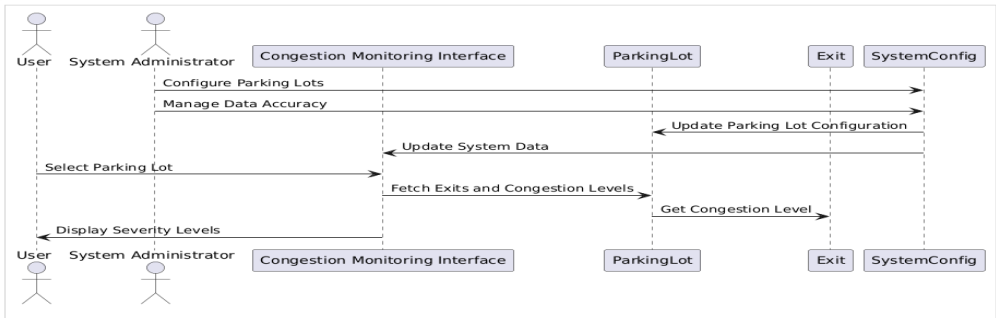 User
System Administrator
Congestion Monitoring Interface
ParkingLot
Exit
SystemConfig
Configure Parking Lots
Manage Data Accuracy
Update Parking Lot Configuration
Update System Data
Select Parking Lot
Fetch Exits and Congestion Levels
Get Congestion Level
Display Severity Levels
User
System Administrator
Congestion Monitoring Interface
ParkingLot
Exit
SystemConfig